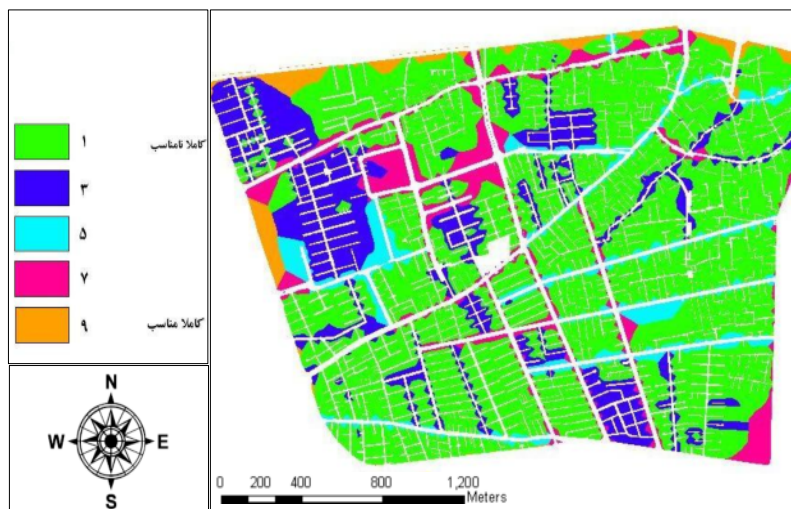 ۱ کاملا نامناسب
۳
۵
۷
۹ کاملا مناسب
N
W E
S
0 200 400 800 1,200
Meters